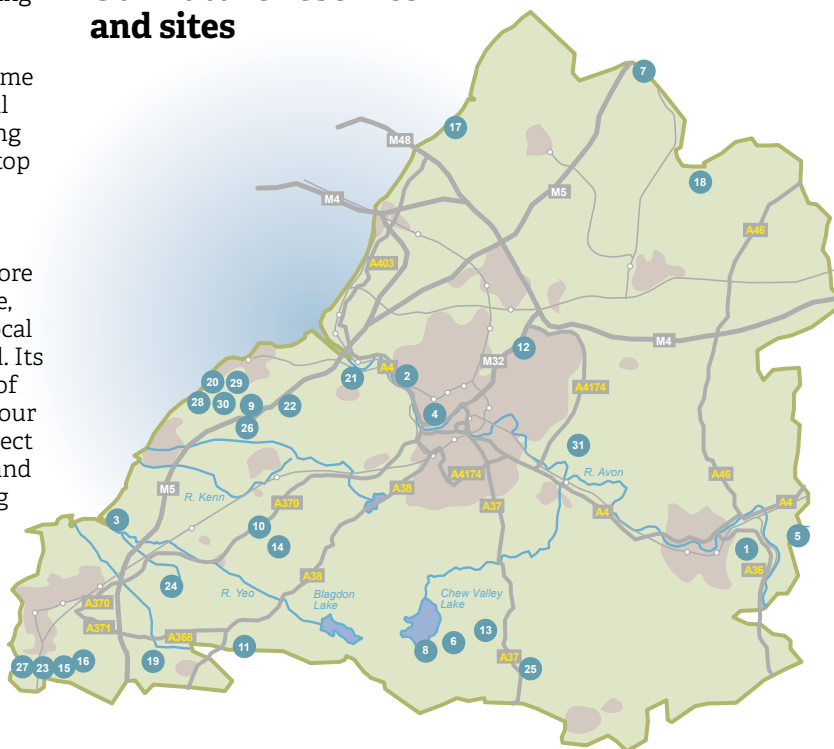 ing
and sites
me
l
ng
top
ore
e,
ocal
l. Its
of
our
ect
and
g
7
17
M48
18
M5
M4
A46
A403
12
M32
M4
20
29
21
A4
2
A4174
28
30
9
22
4
26
31
A4174
R. Avon
A46
M5
R. Kenn
A38
A370
A37
A4
A4
3
10
5
14
1
A36
24
A38
R. Yeo
Blagdon
Lake
Chew Valley
Lake
A370
A371
A368
11
13
6
8
A37
25
27
23
15
16
19